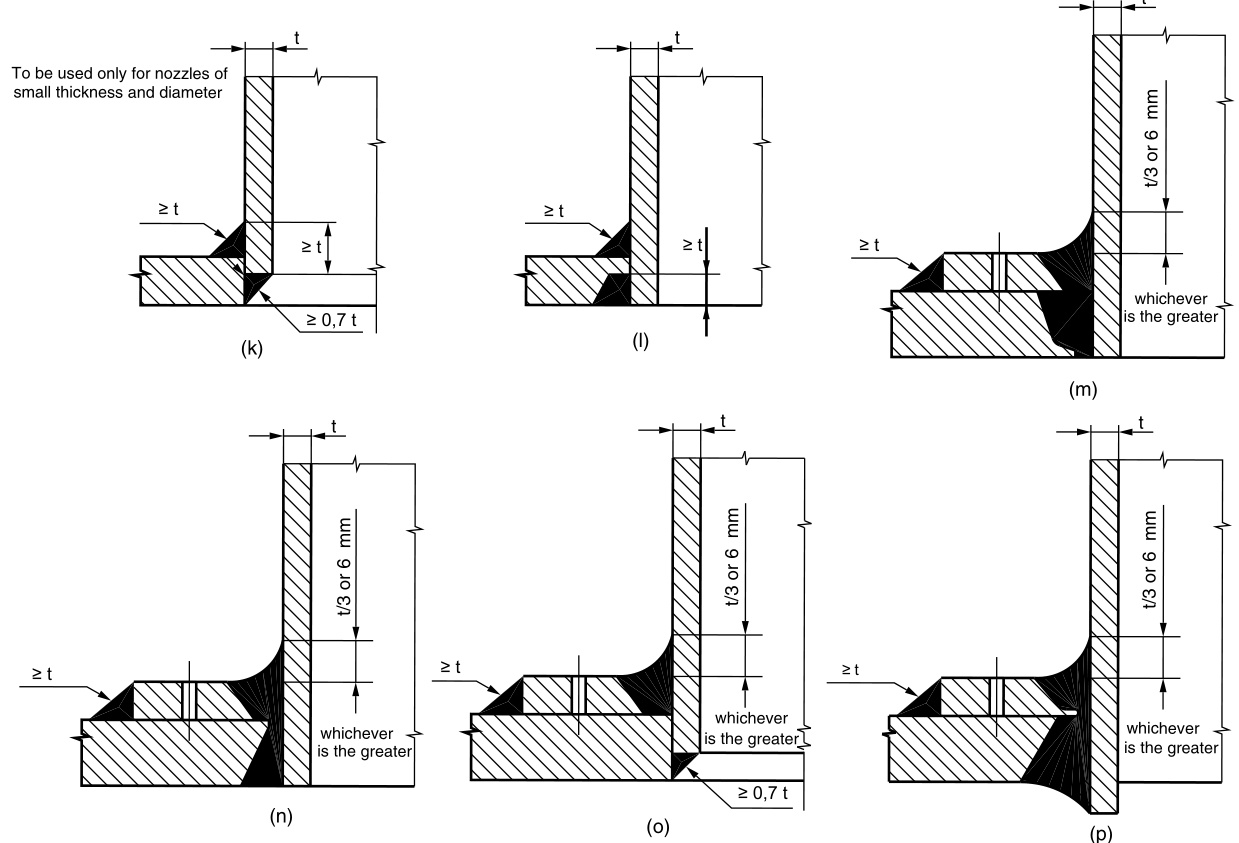 t
To be used only for nozzles of
small thickness and diameter
≥ t
≥ t
≥ 0,7 t
(k)
t
≥ t
≥ t
(l)
t
t/3 or 6 mm
≥ t
whichever
is the greater
(m)
t
t/3 or 6 mm
≥ t
whichever
is the greater
(n)
t
t/3 or 6 mm
≥ t
whichever
is the greater
≥ 0,7 t
(o)
t
t/3 or 6 mm
≥ t
whichever
is the greater
(p)